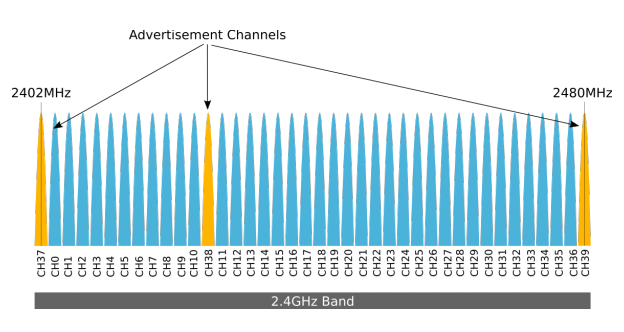 Advertisement Channels
2402MHz
2480MHz
CH37
CH0
CH1
CH2
CH3
CH4
CH5
CH6
CH7
CH8
CH9
CH10
CH38
CH11
CH12
CH13
CH14
CH15
CH16
CH17
CH18
CH19
CH20
CH21
CH22
CH23
CH24
CH25
CH26
CH27
CH28
CH29
CH30
CH31
CH32
CH33
CH34
CH35
CH36
CH39
2.4GHz Band